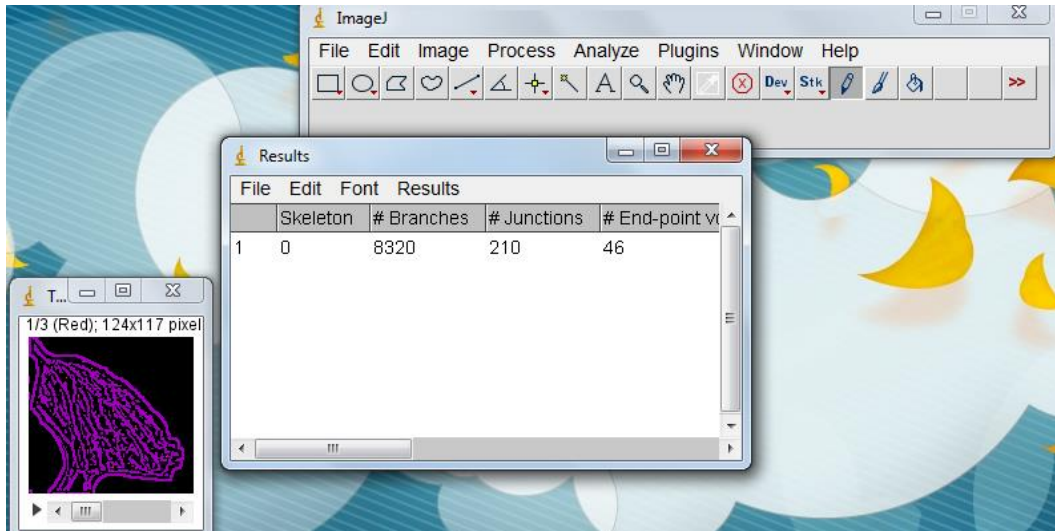 ImageJ
File Edit Image Process Analyze Plugins Window Help
A Dev Stk >>
Results
File Edit Font Results
Skeleton # Branches # Junctions # End-point
1 0 8320 210 46
T...
1/3 (Red); 124x117 pixel